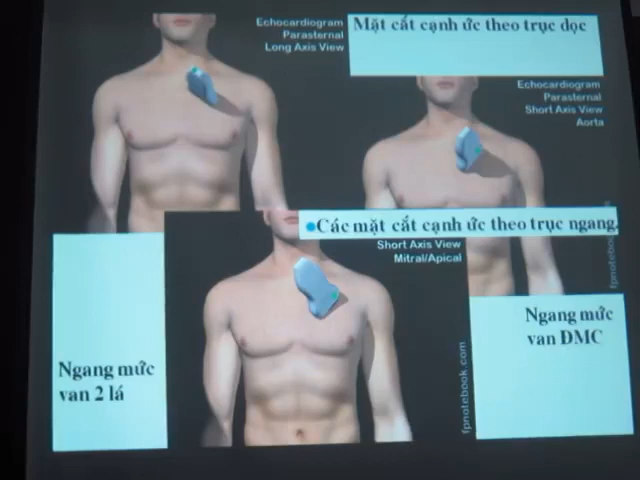 Echocardiogram
Parasternal
Long Axis View
Mặt cắt cạnh ức theo trục dọc
Echocardiogram
Parasternal
Short Axis View
Aorta
Các mặt cắt cạnh ức theo trục ngang.
Short Axis View
Mitral/Apical
Ngang mức
van 2 lá
Ngang mức
van ĐMC
fpnotebook.com